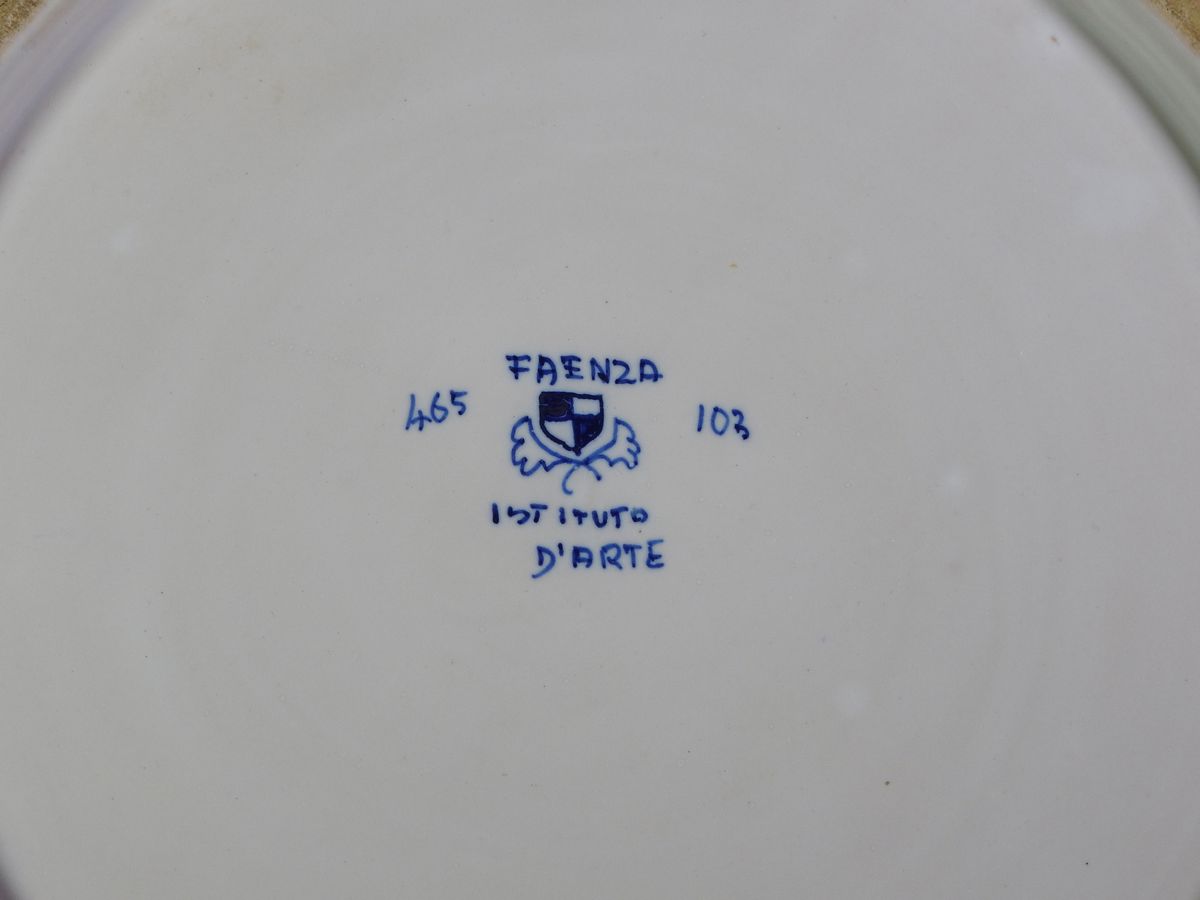 FAENZA
465 103
ISTITUTO
D'ARTE